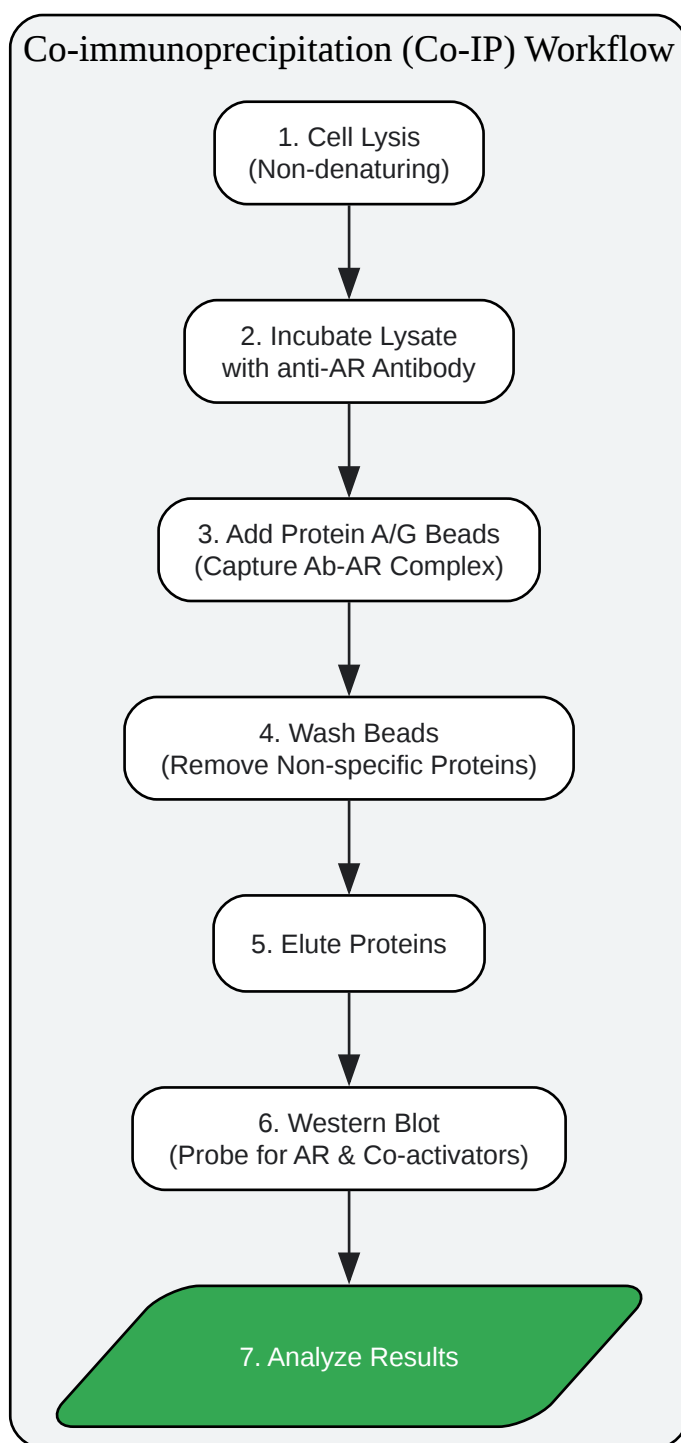 Co-immunoprecipitation (Co-IP) Workflow
1. Cell Lysis
(Non-denaturing)
2. Incubate Lysate
with anti-AR Antibody
3. Add Protein A/G Beads
(Capture Ab-AR Complex)
4. Wash Beads
(Remove Non-specific Proteins)
5. Elute Proteins
6. Western Blot
(Probe for AR & Co-activators)
7. Analyze Results